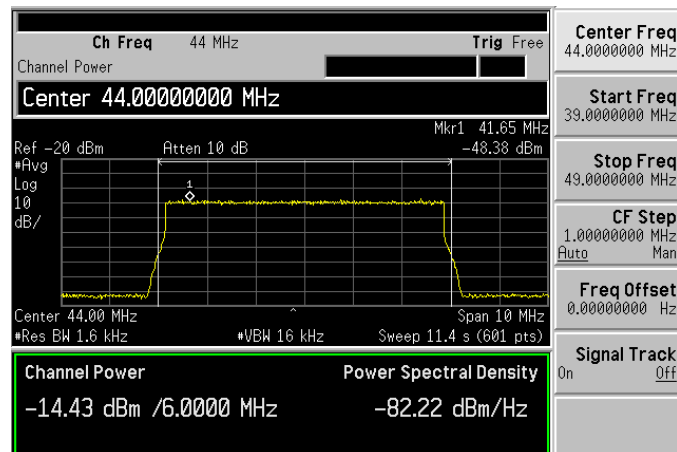 Ch Freq 44 MHz Trig Free
Channel Power
Center 44.00000000 MHz
Mkr1 41.65 MHz
Ref -20 dBm Atten 10 dB -48.38 dBm
#Avg
Log
10
dB/
1
Center 44.00 MHz Span 10 MHz
#Res BW 1.6 kHz #VBW 16 kHz Sweep 11.4 s (601 pts)
Channel Power Power Spectral Density
-14.43 dBm /6.0000 MHz -82.22 dBm/Hz
Center Freq
44.0000000 MHz
Start Freq
39.0000000 MHz
Stop Freq
49.0000000 MHz
CF Step
1.00000000 MHz
Auto Man
Freq Offset
0.00000000 Hz
Signal Track
On Off